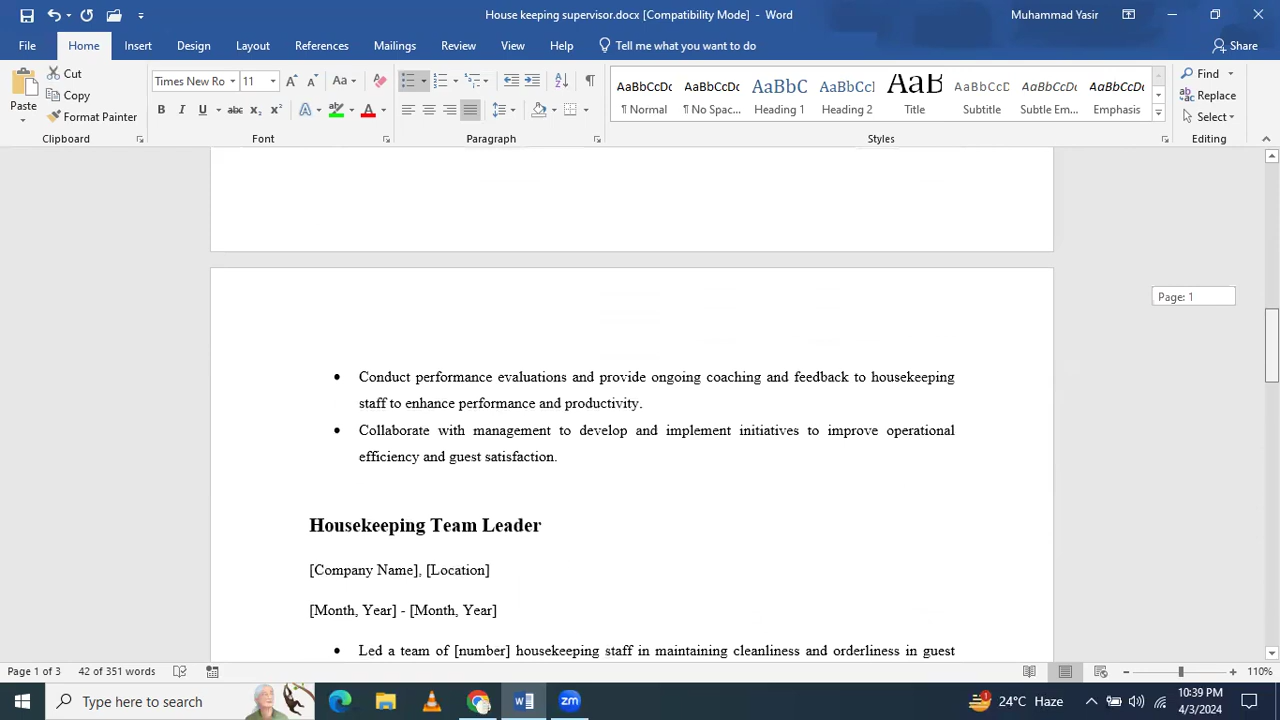 House keeping supervisor.docx [Compatibility Mode] - Word
Muhammad Yasir
File Home Insert Design Layout References Mailings Review View Help Tell me what you want to do Share
Paste
Cut
Copy
Format Painter
Clipboard
Times New Ro 11
Font
Paragraph
AaBbCcDc AaBbCcDc AaBbC AaBbCcl AaB AaBbCcDc AaBbCcDc AaBbCcDc
¶ Normal ¶ No Spac... Heading 1 Heading 2 Title Subtitle Subtle Em... Emphasis
Styles
Find
Replace
Select
Editing
Page: 1
• Conduct performance evaluations and provide ongoing coaching and feedback to housekeeping
staff to enhance performance and productivity.
• Collaborate with management to develop and implement initiatives to improve operational
efficiency and guest satisfaction.
Housekeeping Team Leader
[Company Name], [Location]
[Month, Year] - [Month, Year]
• Led a team of [number] housekeeping staff in maintaining cleanliness and orderliness in guest
Page 1 of 3 42 of 351 words 110%
Type here to search
24°C Haze
10:39 PM
4/3/2024